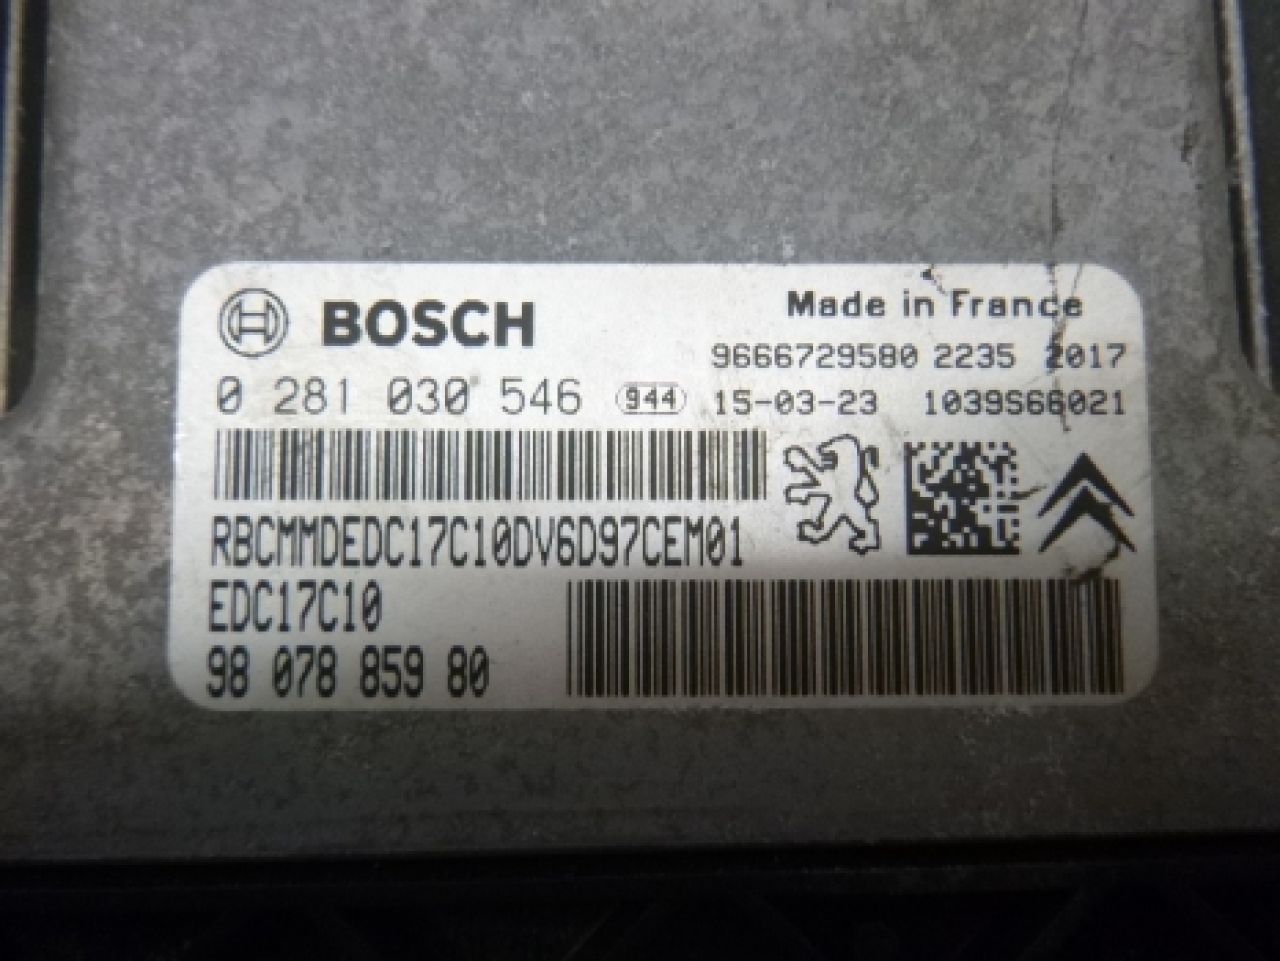 BOSCH
Made in France
9666729580 2235 2017
0 281 030 546 944 15-03-23 1039S66021
RBCMMDEDC17C10DV6D97CEM01
EDC17C10
98 078 859 80